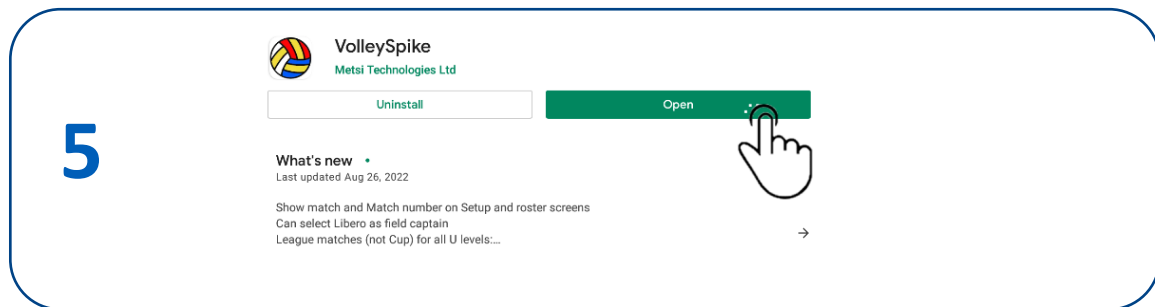 5
VolleySpike
Metsi Technologies Ltd
Uninstall
Open
What's new •
Last updated Aug 26, 2022
Show match and Match number on Setup and roster screens
Can select Libero as field captain
League matches (not Cup) for all U levels:...